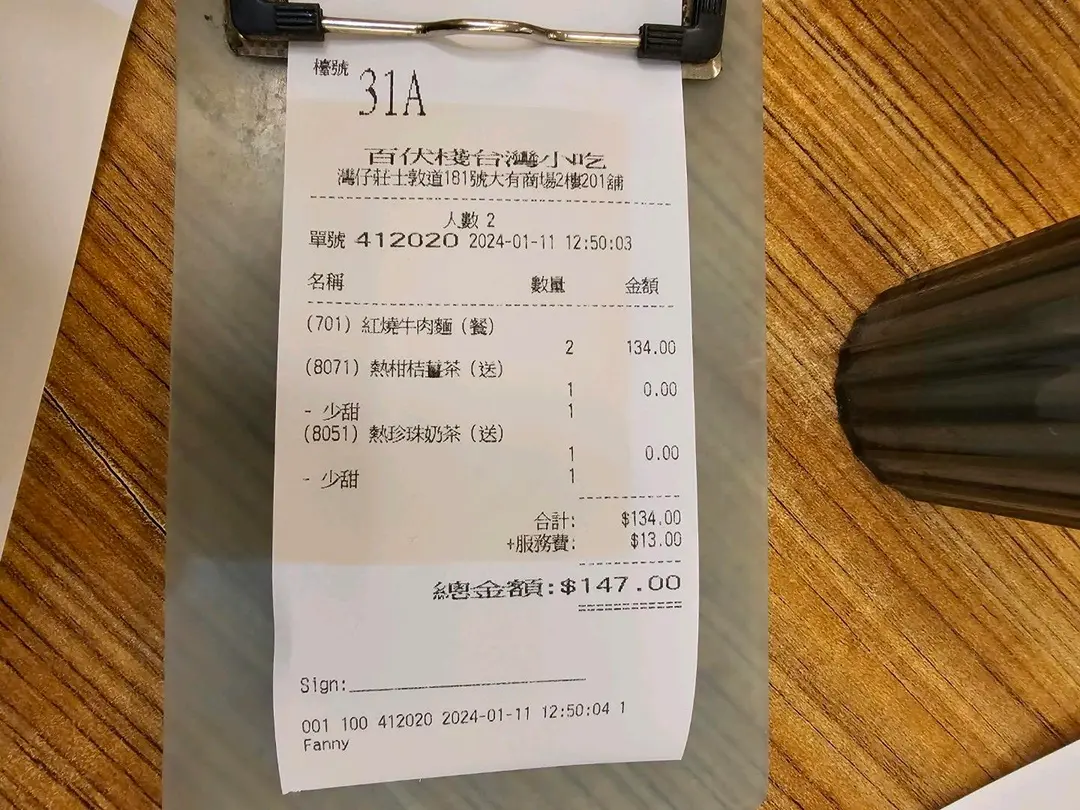 檯號 31A
百伏棧台灣小吃
灣仔莊士敦道181號大有商場2樓201舖
人數 2
單號 412020 2024-01-11 12:50:03
名稱 數量 金額
(701) 紅燒牛肉麵（餐）
2 134.00
(8071) 熱柑桔薑茶（送）
1 0.00
- 少甜 1
(8051) 熱珍珠奶茶（送）
1 0.00
- 少甜 1
合計: $134.00
+服務費: $13.00
總金額:$147.00
Sign:
001 100 412020 2024-01-11 12:50:04 1
Fanny